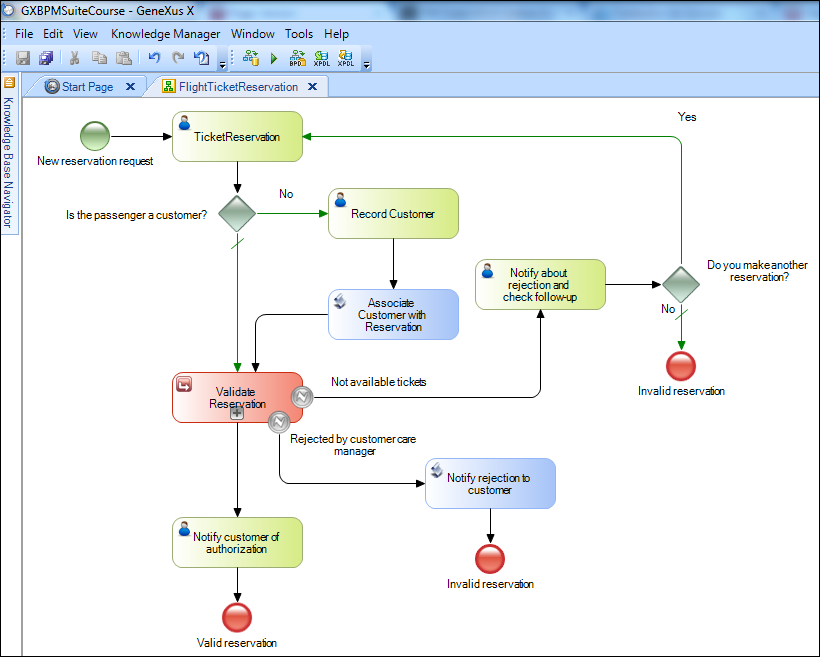 GXBPMSuiteCourse - GeneXus X
File Edit View Knowledge Manager Window Tools Help
BPD XPDL XPDL
Start Page FlightTicketReservation
Knowledge Base Navigator
Yes
TicketReservation
New reservation request
No
Is the passenger a customer?
Record Customer
Notify about
rejection and
check follow-up
Do you make another
reservation?
No
Associate
Customer with
Reservation
Invalid reservation
Not available tickets
Validate
Reservation
Rejected by customer care
manager
Notify rejection to
customer
Notify customer of
authorization
Invalid reservation
Valid reservation